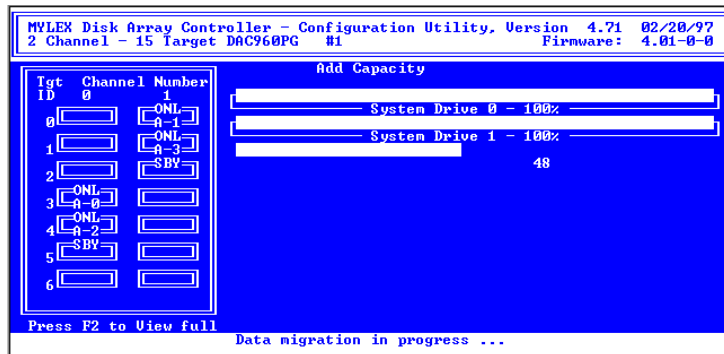 MYLEX Disk Array Controller - Configuration Utility, Version 4.71 02/20/97
2 Channel - 15 Target DAC960PG #1 Firmware: 4.01-0-0
Add Capacity
Tgt Channel Number
ID 0 1
System Drive 0 - 100%
System Drive 1 - 100%
48
ONL
0 A-1
ONL
1 A-3
SBY
2
ONL
3 A-0
ONL
4 A-2
SBY
5
6
Press F2 to View full
Data migration in progress ...